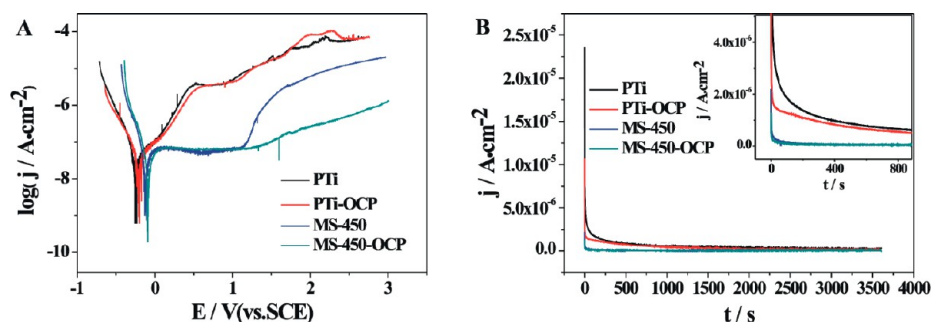 A
log(j / A•cm⁻²)
-4
-6
-8
-10
PTi
PTi-OCP
MS-450
MS-450-OCP
-1 0 1 2 3
E / V(vs.SCE)
B
j / A•cm⁻²
2.5x10⁻⁵
2.0x10⁻⁵
1.5x10⁻⁵
1.0x10⁻⁵
5.0x10⁻⁶
0.0
PTi
PTi-OCP
MS-450
MS-450-OCP
0 500 1000 1500 2000 2500 3000 3500 4000
t / s
j / A•cm⁻²
4.0x10⁻⁵
2.0x10⁻⁵
0.0
0 400 800
t / s